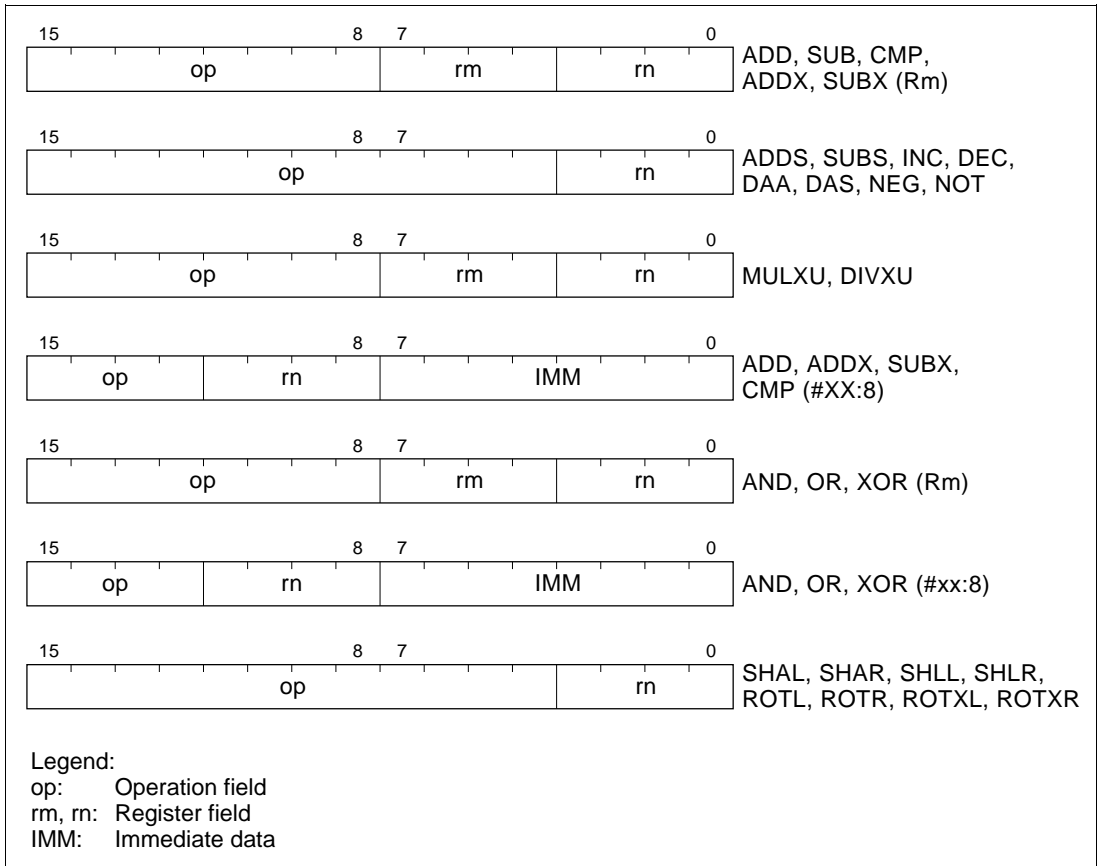 15 8 7 0
op rm rn
ADD, SUB, CMP,
ADDX, SUBX (Rm)
15 8 7 0
op rn
ADDS, SUBS, INC, DEC,
DAA, DAS, NEG, NOT
15 8 7 0
op rm rn
MULXU, DIVXU
15 8 7 0
op rn IMM
ADD, ADDX, SUBX,
CMP (#XX:8)
15 8 7 0
op rm rn
AND, OR, XOR (Rm)
15 8 7 0
op rn IMM
AND, OR, XOR (#xx:8)
15 8 7 0
op rn
SHAL, SHAR, SHLL, SHLR,
ROTL, ROTR, ROTXL, ROTXR
Legend:
op: Operation field
rm, rn: Register field
IMM: Immediate data